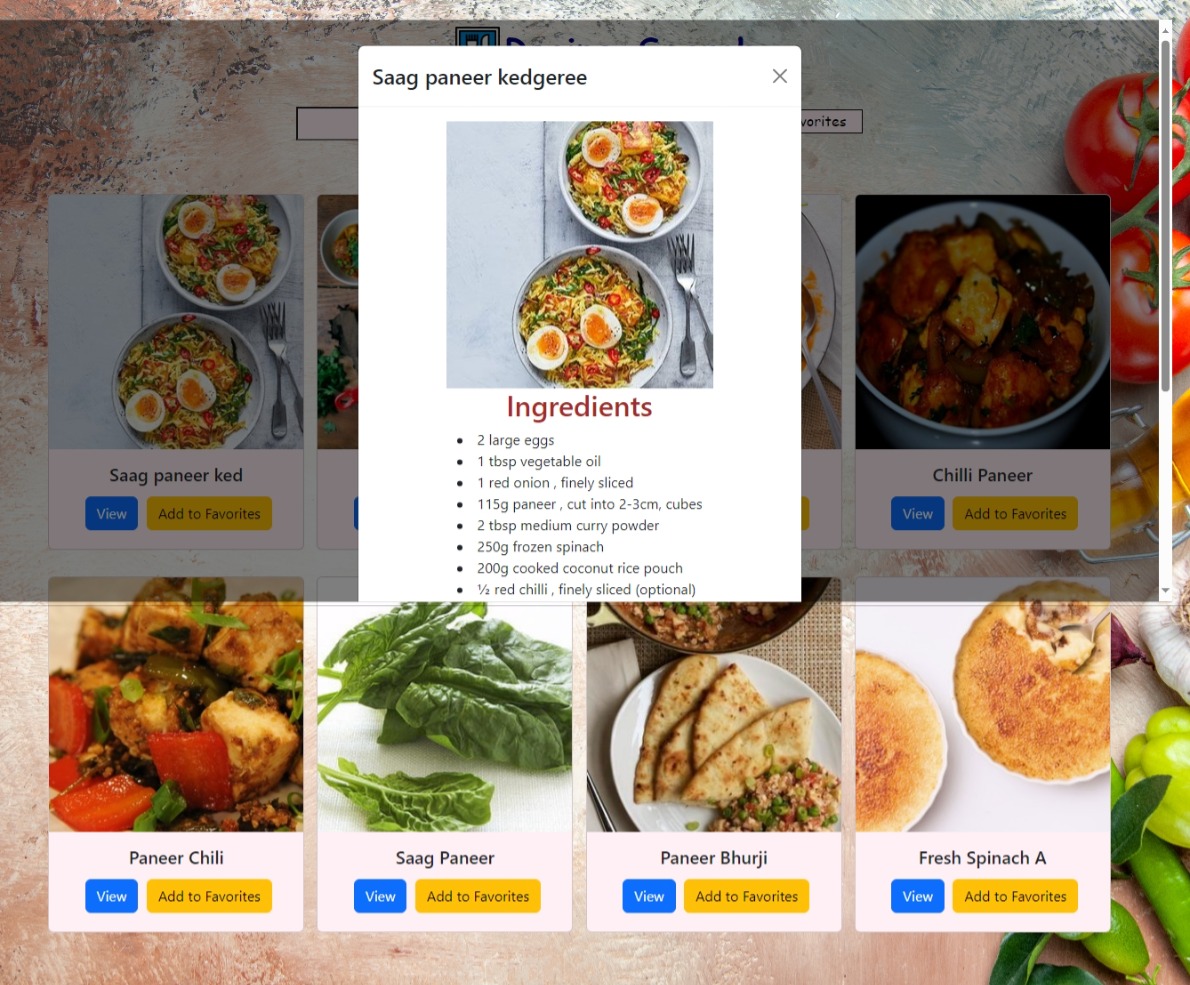 Saag paneer kedgeree
Ingredients
2 large eggs
1 tbsp vegetable oil
1 red onion , finely sliced
115g paneer , cut into 2-3cm, cubes
2 tbsp medium curry powder
250g frozen spinach
200g cooked coconut rice pouch
½ red chilli , finely sliced (optional)
Saag paneer ked
View
Add to Favorites
Chilli Paneer
View
Add to Favorites
Paneer Chili
View
Add to Favorites
Saag Paneer
View
Add to Favorites
Paneer Bhurji
View
Add to Favorites
Fresh Spinach A
View
Add to Favorites